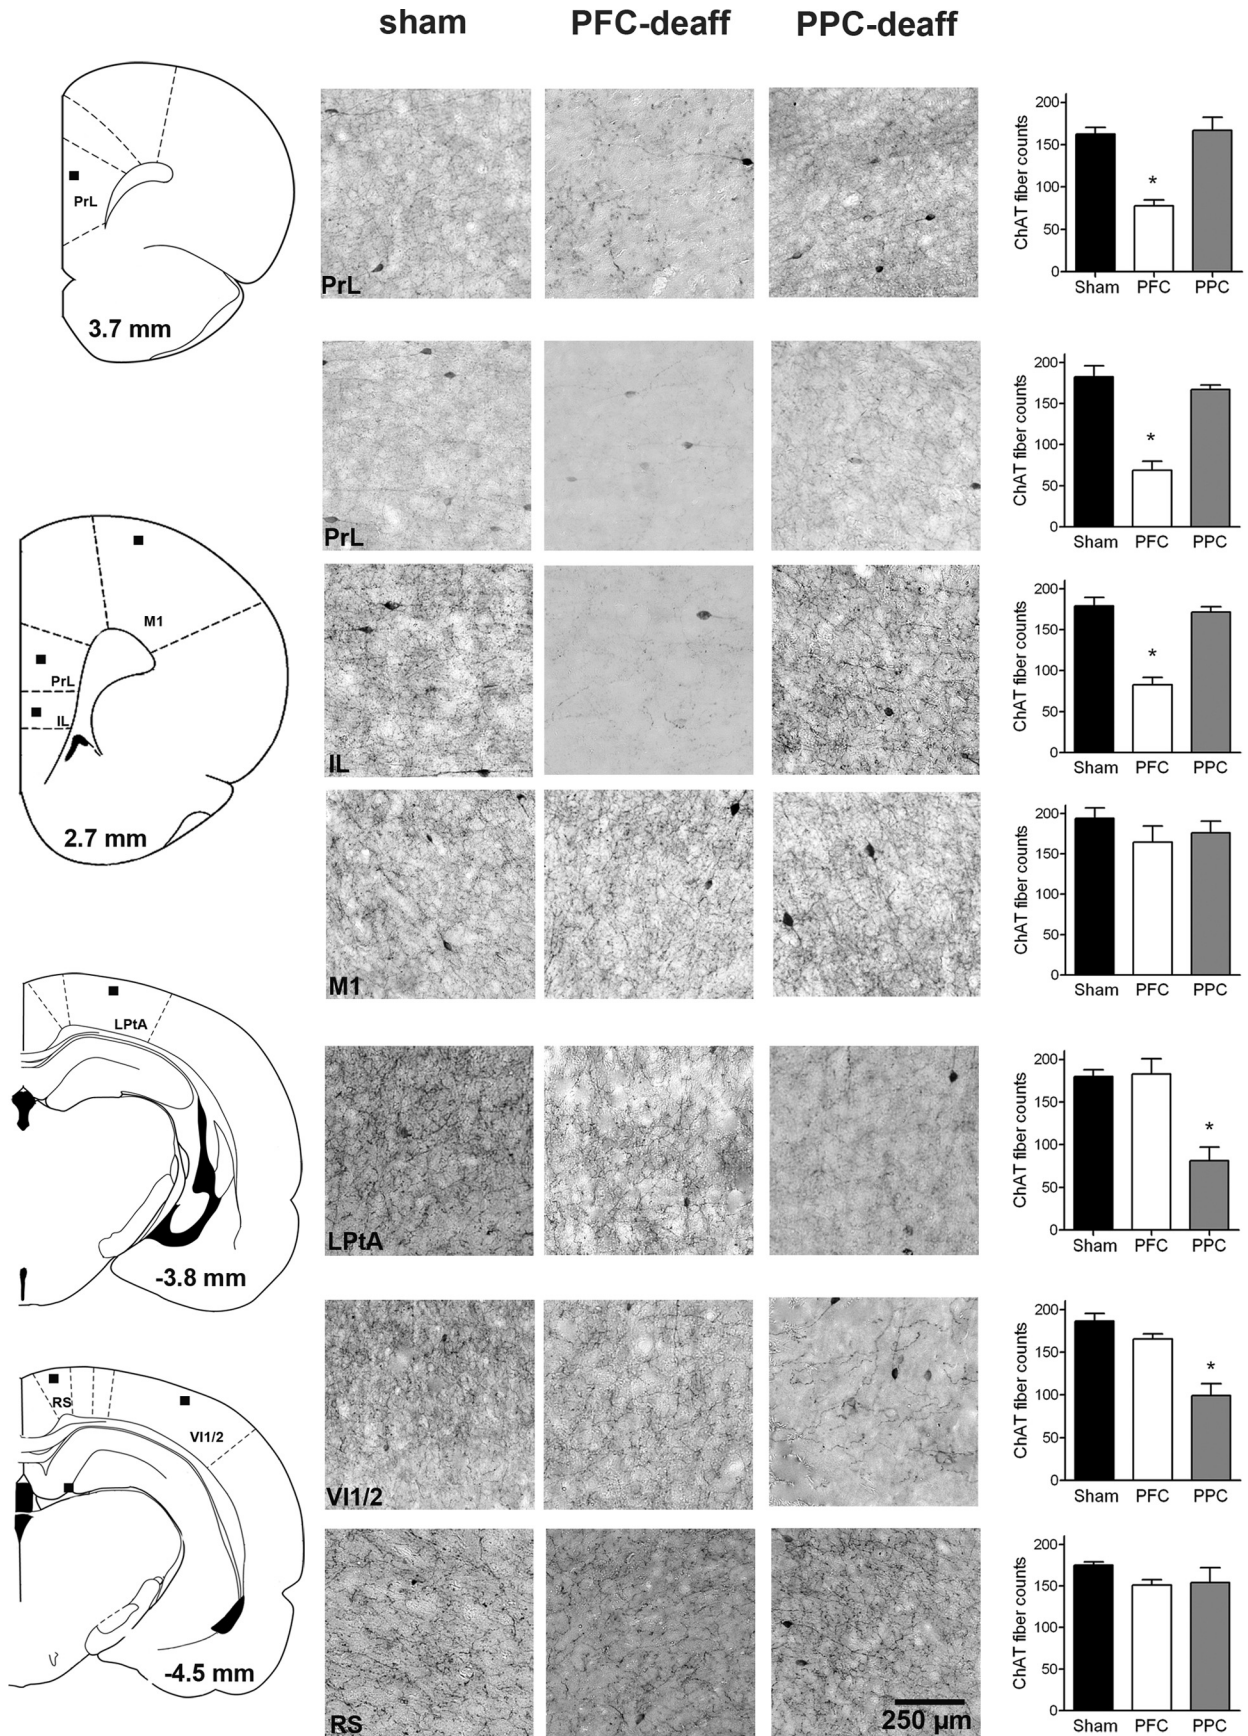 sham PFC-deaff PPC-deaff
PrL
3.7 mm
PrL
ChAT fiber counts
200
150
100
50
0
Sham PFC PPC
*
PrL
ChAT fiber counts
200
150
100
50
0
Sham PFC PPC
*
M1
PrL
IL
2.7 mm
IL
ChAT fiber counts
200
150
100
50
0
Sham PFC PPC
*
M1
ChAT fiber counts
200
150
100
50
0
Sham PFC PPC
LPtA
-3.8 mm
LPtA
ChAT fiber counts
200
150
100
50
0
Sham PFC PPC
*
RS
VI1/2
-4.5 mm
VI1/2
ChAT fiber counts
200
150
100
50
0
Sham PFC PPC
*
RS
250 µm
ChAT fiber counts
200
150
100
50
0
Sham PFC PPC